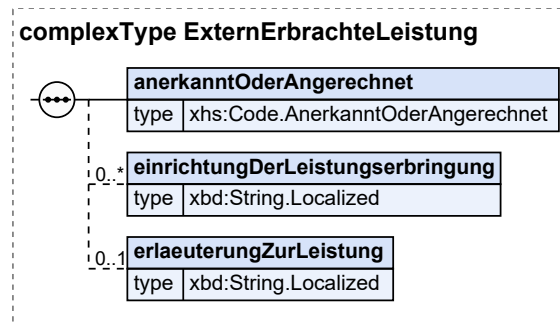 complexType ExternErbrachteLeistung
anerkanntOderAngerechnet
type xhs:Code.AnerkanntOderAngerechnet
0..* einrichtungDerLeistungserbringung
type xbd:String.Localized
0..1 erlaeuterungZurLeistung
type xbd:String.Localized